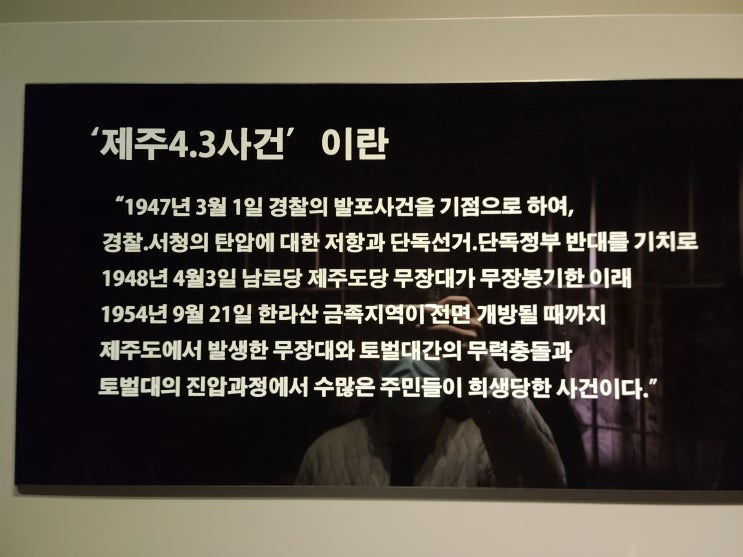 ‘제주4.3사건’ 이란
“1947년 3월 1일 경찰의 발포사건을 기점으로 하여,
경찰.서청의 탄압에 대한 저항과 단독선거.단독정부 반대를 기치로
1948년 4월3일 남로당 제주도당 무장대가 무장봉기한 이래
1954년 9월 21일 한라산 금족지역이 전면 개방될 때까지
제주도에서 발생한 무장대와 토벌대간의 무력충돌과
토벌대의 진압과정에서 수많은 주민들이 희생당한 사건이다.”